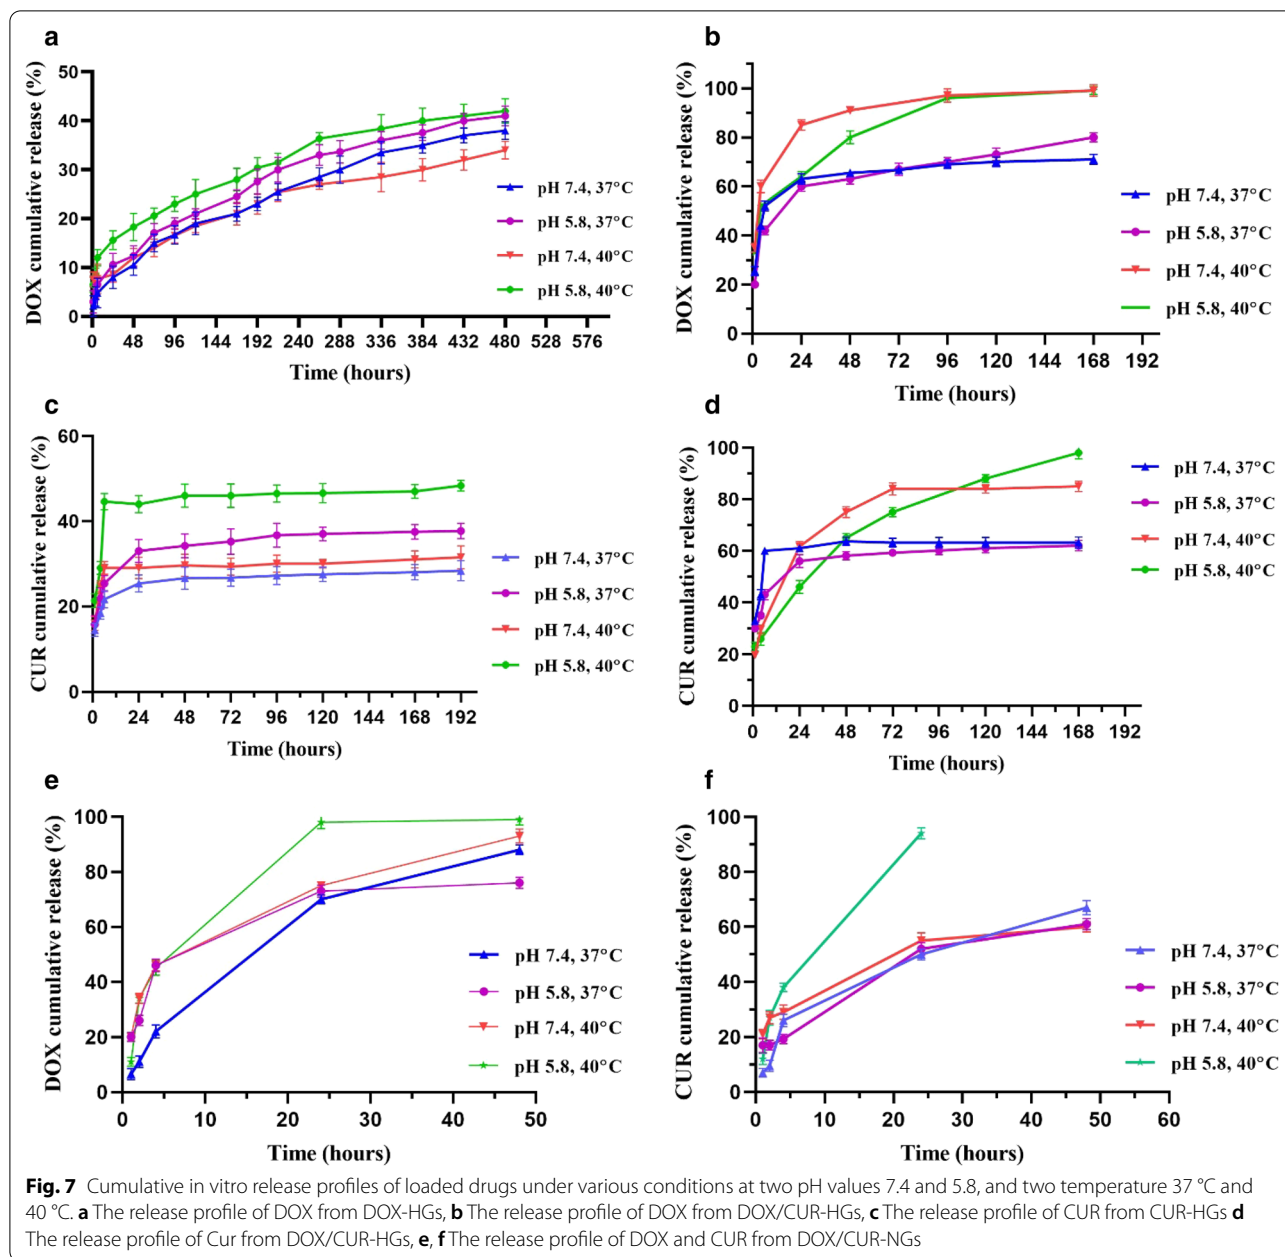 a
DOX cumulative release (%)
50
40
30
20
10
0
0 48 96 144 192 240 288 336 384 432 480 528 576
Time (hours)
pH 7.4, 37°C
pH 5.8, 37°C
pH 7.4, 40°C
pH 5.8, 40°C
b
DOX cumulative release (%)
100
80
60
40
20
0
0 24 48 72 96 120 144 168 192
Time (hours)
pH 7.4, 37°C
pH 5.8, 37°C
pH 7.4, 40°C
pH 5.8, 40°C
c
CUR cumulative release (%)
60
40
20
0
0 24 48 72 96 120 144 168 192
Time (hours)
pH 7.4, 37°C
pH 5.8, 37°C
pH 7.4, 40°C
pH 5.8, 40°C
d
CUR cumulative release (%)
100
80
60
40
20
0
0 24 48 72 96 120 144 168 192
Time (hours)
pH 7.4, 37°C
pH 5.8, 37°C
pH 7.4, 40°C
pH 5.8, 40°C
e
DOX cumulative release (%)
100
80
60
40
20
0
0 10 20 30 40 50
Time (hours)
pH 7.4, 37°C
pH 5.8, 37°C
pH 7.4, 40°C
pH 5.8, 40°C
f
CUR cumulative release (%)
100
80
60
40
20
0
0 10 20 30 40 50 60
Time (hours)
pH 7.4, 37°C
pH 5.8, 37°C
pH 7.4, 40°C
pH 5.8, 40°C
Fig. 7 Cumulative in vitro release profiles of loaded drugs under various conditions at two pH values 7.4 and 5.8, and two temperature 37 °C and
40 °C. a The release profile of DOX from DOX-HGs, b The release profile of DOX from DOX/CUR-HGs, c The release profile of CUR from CUR-HGs d
The release profile of Cur from DOX/CUR-HGs, e, f The release profile of DOX and CUR from DOX/CUR-NGs